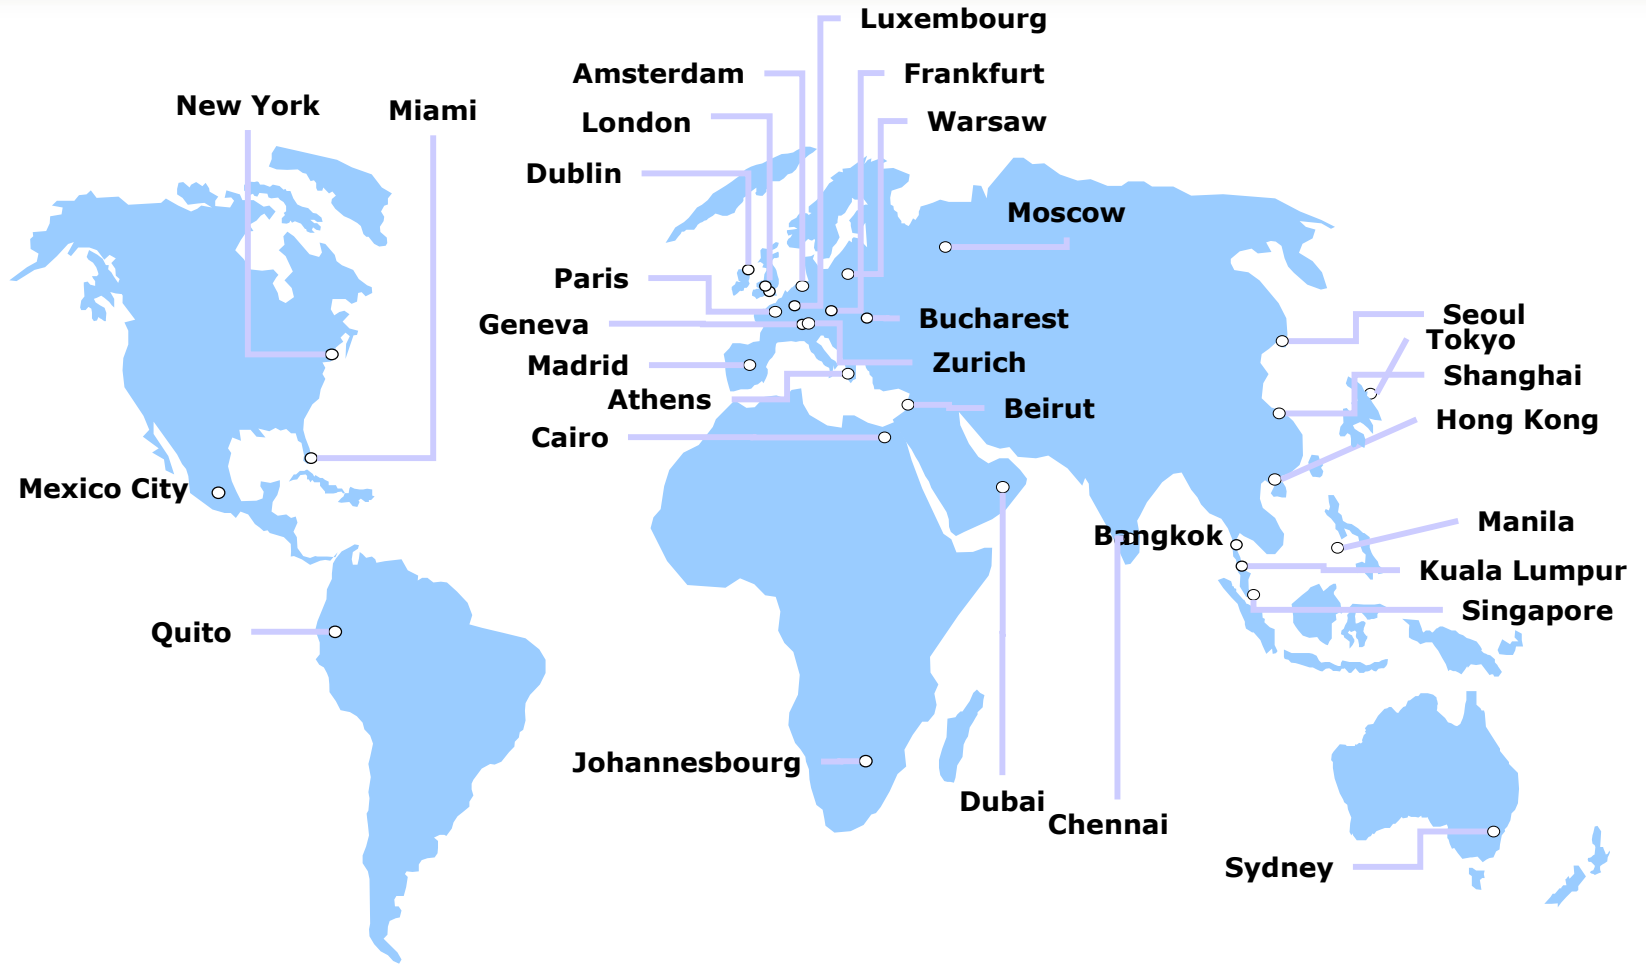 Luxembourg
Amsterdam
Frankfurt
New York
Miami
London
Warsaw
Dublin
Moscow
Paris
Geneva
Bucharest
Seoul
Tokyo
Madrid
Zurich
Shanghai
Athens
Beirut
Hong Kong
Cairo
Mexico City
Manila
Bangkok
Kuala Lumpur
Singapore
Quito
Johannesbourg
Dubai
Chennai
Sydney